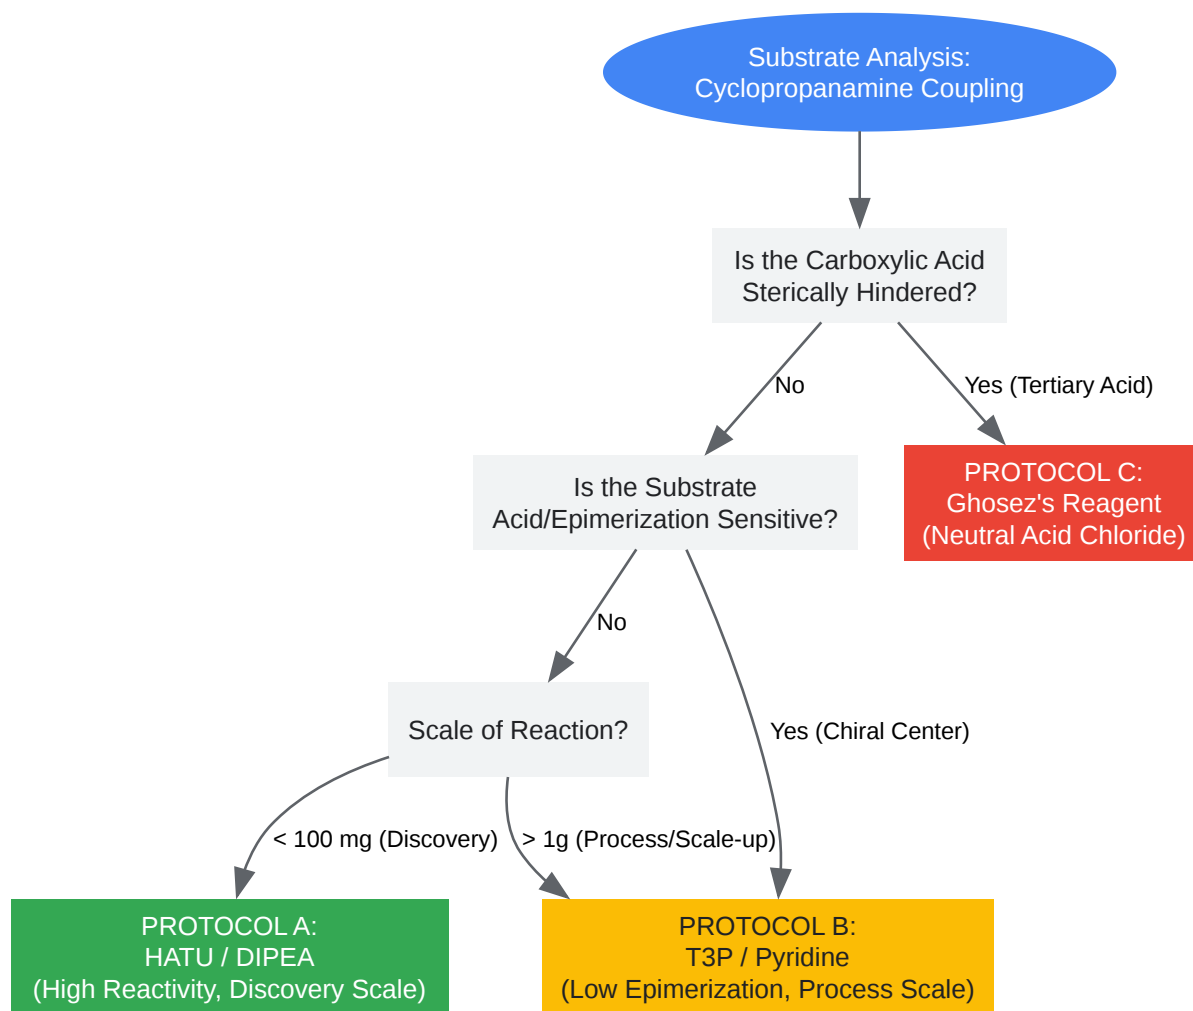 Substrate Analysis:
Cyclopropanamine Coupling
Is the Carboxylic Acid
Sterically Hindered?
No
Yes (Tertiary Acid)
Is the Substrate
Acid/Epimerization Sensitive?
PROTOCOL C:
Ghosez's Reagent
(Neutral Acid Chloride)
No
Scale of Reaction?
Yes (Chiral Center)
< 100 mg (Discovery)
> 1g (Process/Scale-up)
PROTOCOL A:
HATU / DIPEA
(High Reactivity, Discovery Scale)
PROTOCOL B:
T3P / Pyridine
(Low Epimerization, Process Scale)